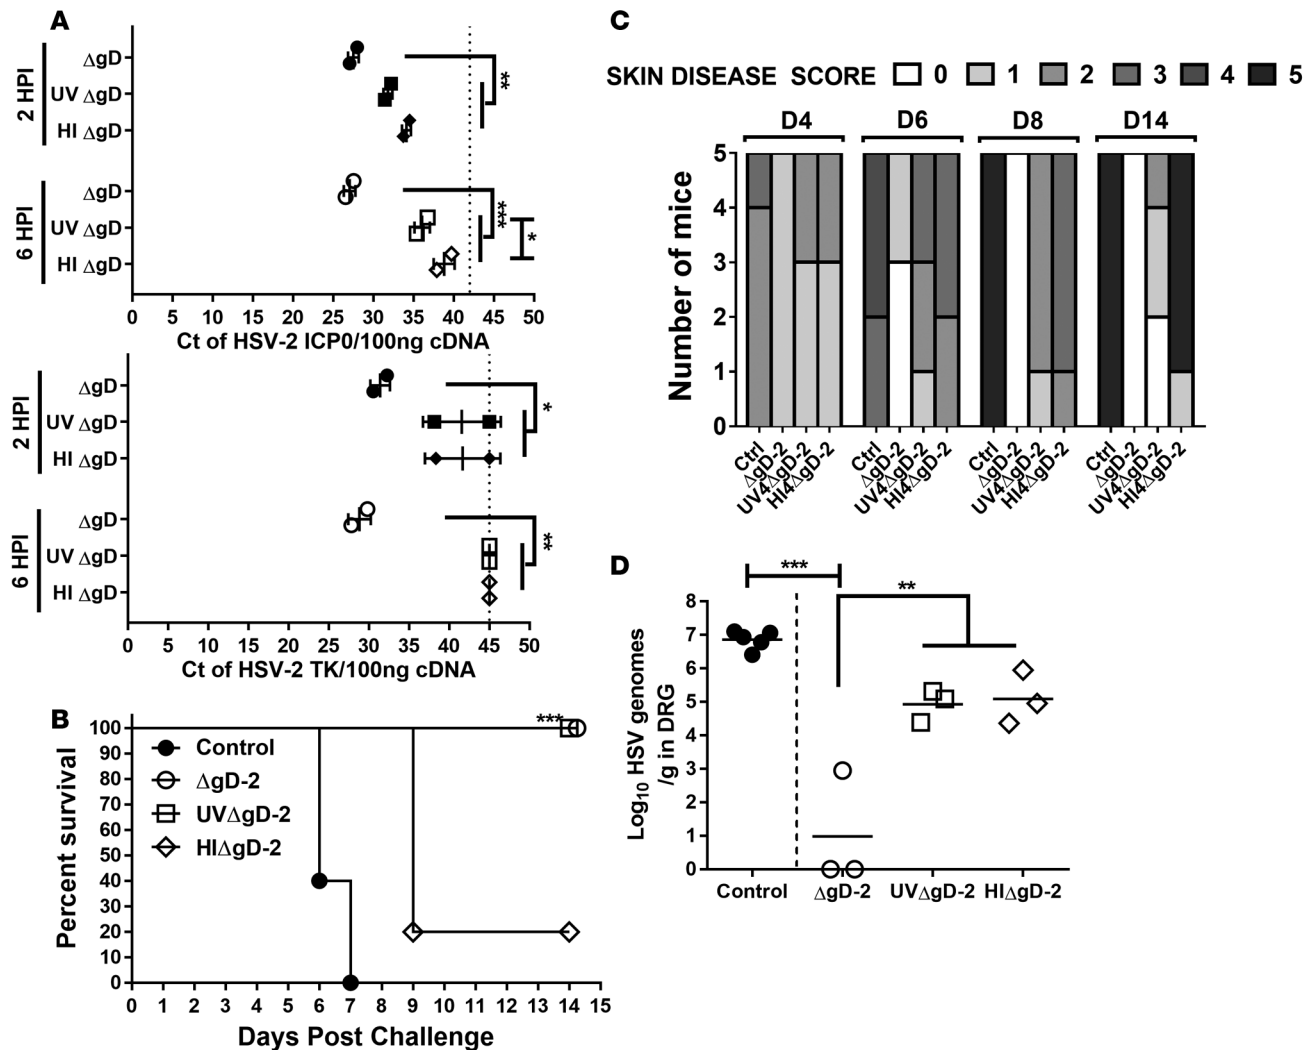 A
2 HPI
ΔgD
UV ΔgD
HI ΔgD
**
6 HPI
ΔgD
UV ΔgD
HI ΔgD
***
*
0 5 10 15 20 25 30 35 40 45 50
Ct of HSV-2 ICP0/100ng cDNA
2 HPI
ΔgD
UV ΔgD
HI ΔgD
*
6 HPI
ΔgD
UV ΔgD
HI ΔgD
**
0 5 10 15 20 25 30 35 40 45 50
Ct of HSV-2 TK/100ng cDNA
B
Percent survival
100
90
80
70
60
50
40
30
20
10
0
***
Control
ΔgD-2
UVΔgD-2
HIΔgD-2
0 1 2 3 4 5 6 7 8 9 10 11 12 13 14 15
Days Post Challenge
C
SKIN DISEASE SCORE 0 1 2 3 4 5
D4 D6 D8 D14
Number of mice
5
4
3
2
1
0
Ctrl ΔgD-2 UV4ΔgD-2 HI4ΔgD-2 Ctrl ΔgD-2 UV4ΔgD-2 HI4ΔgD-2 Ctrl ΔgD-2 UV4ΔgD-2 HI4ΔgD-2 Ctrl ΔgD-2 UV4ΔgD-2 HI4ΔgD-2
D
***
**
Log10 HSV genomes
/g in DRG
8
7
6
5
4
3
2
1
0
Control ΔgD-2 UVΔgD-2 HIΔgD-2